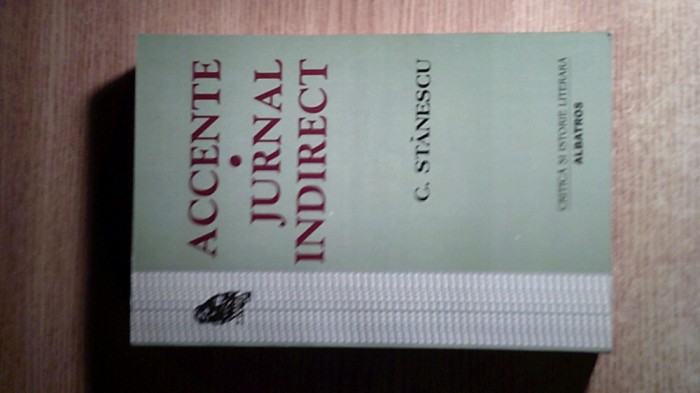 ACCENTE
•
JURNAL
INDIRECT
C. STĂNESCU
CRITICĂ ȘI ISTORIE LITERARĂ
ALBATROS